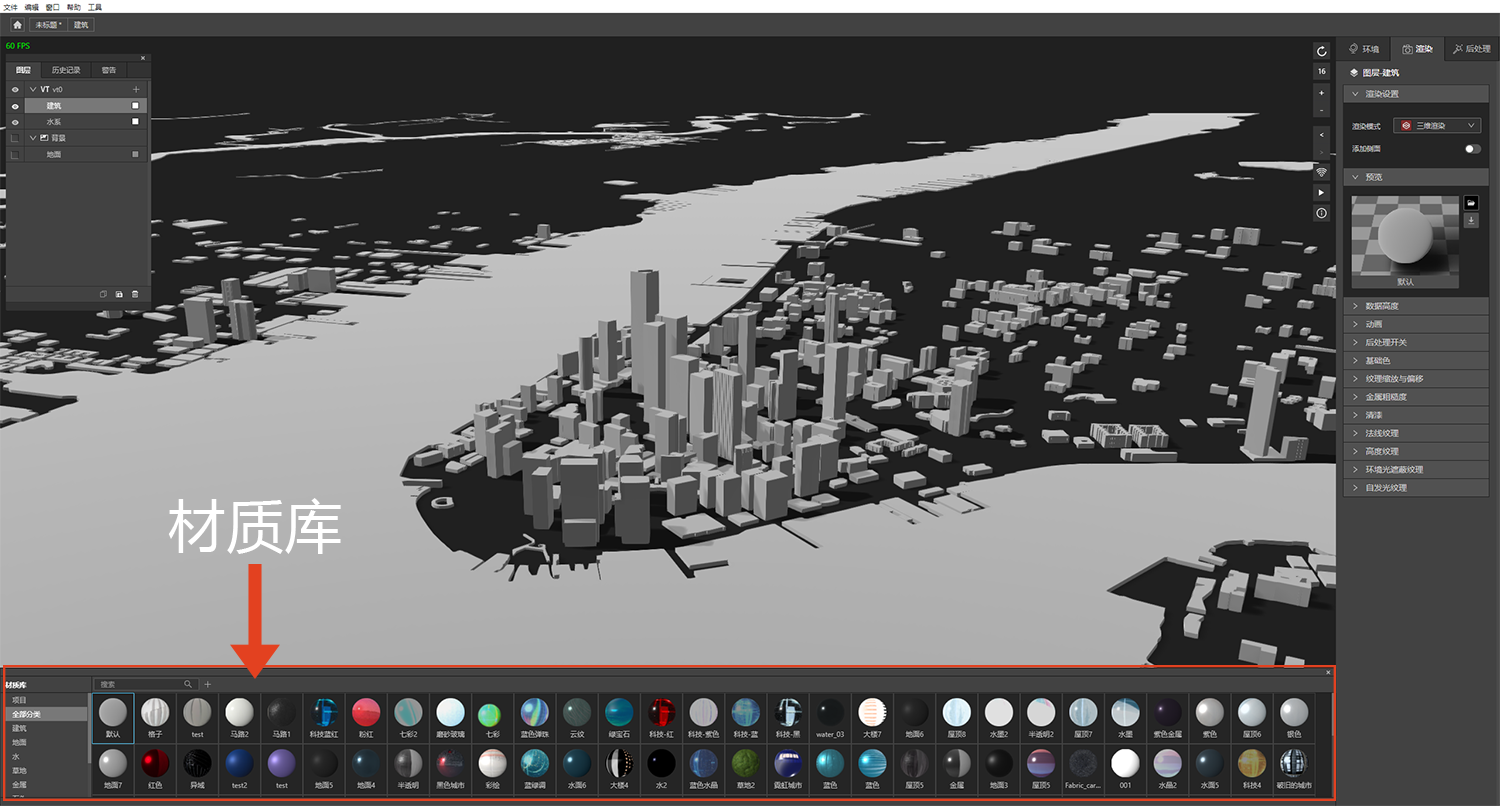 文件 编辑 窗口 帮助 工具
未标题 * 建筑
60 FPS
图层 历史记录 警告
VT vt0
建筑
水系
背景
地面
16
环境 渲染 后处理
图层-建筑
渲染设置
渲染模式 三维渲染
添加侧面
预览
默认
数据高度
动画
后处理开关
基础色
纹理缩放与偏移
金属粗糙度
清漆
法线纹理
高度纹理
环境光遮蔽纹理
自发光纹理
材质库
材质库
搜索
项目
全部分类
建筑
地面
水
草地
金属
默认 格子 test 马路2 马路1 科技蓝红 粉红 七彩2 磨砂玻璃 七彩 蓝色弹珠 云纹 绿宝石 科技-红 科技-紫色 科技-蓝 科技-黑 water_03 大楼7 地面6 屋顶8 水墨2 半透明2 屋顶7 水墨 紫色金属 紫色 屋顶6 银色
地面7 红色 异域 test2 test 地面5 地面4 半透明 黑色城市 彩绘 蓝绿调 水面6 大楼4 水2 蓝色水晶 草地2 霓虹城市 蓝色 蓝色 屋顶5 金属 地面3 屋顶5 Fabric_car... 001 水晶2 水面5 科技4 破旧的城市